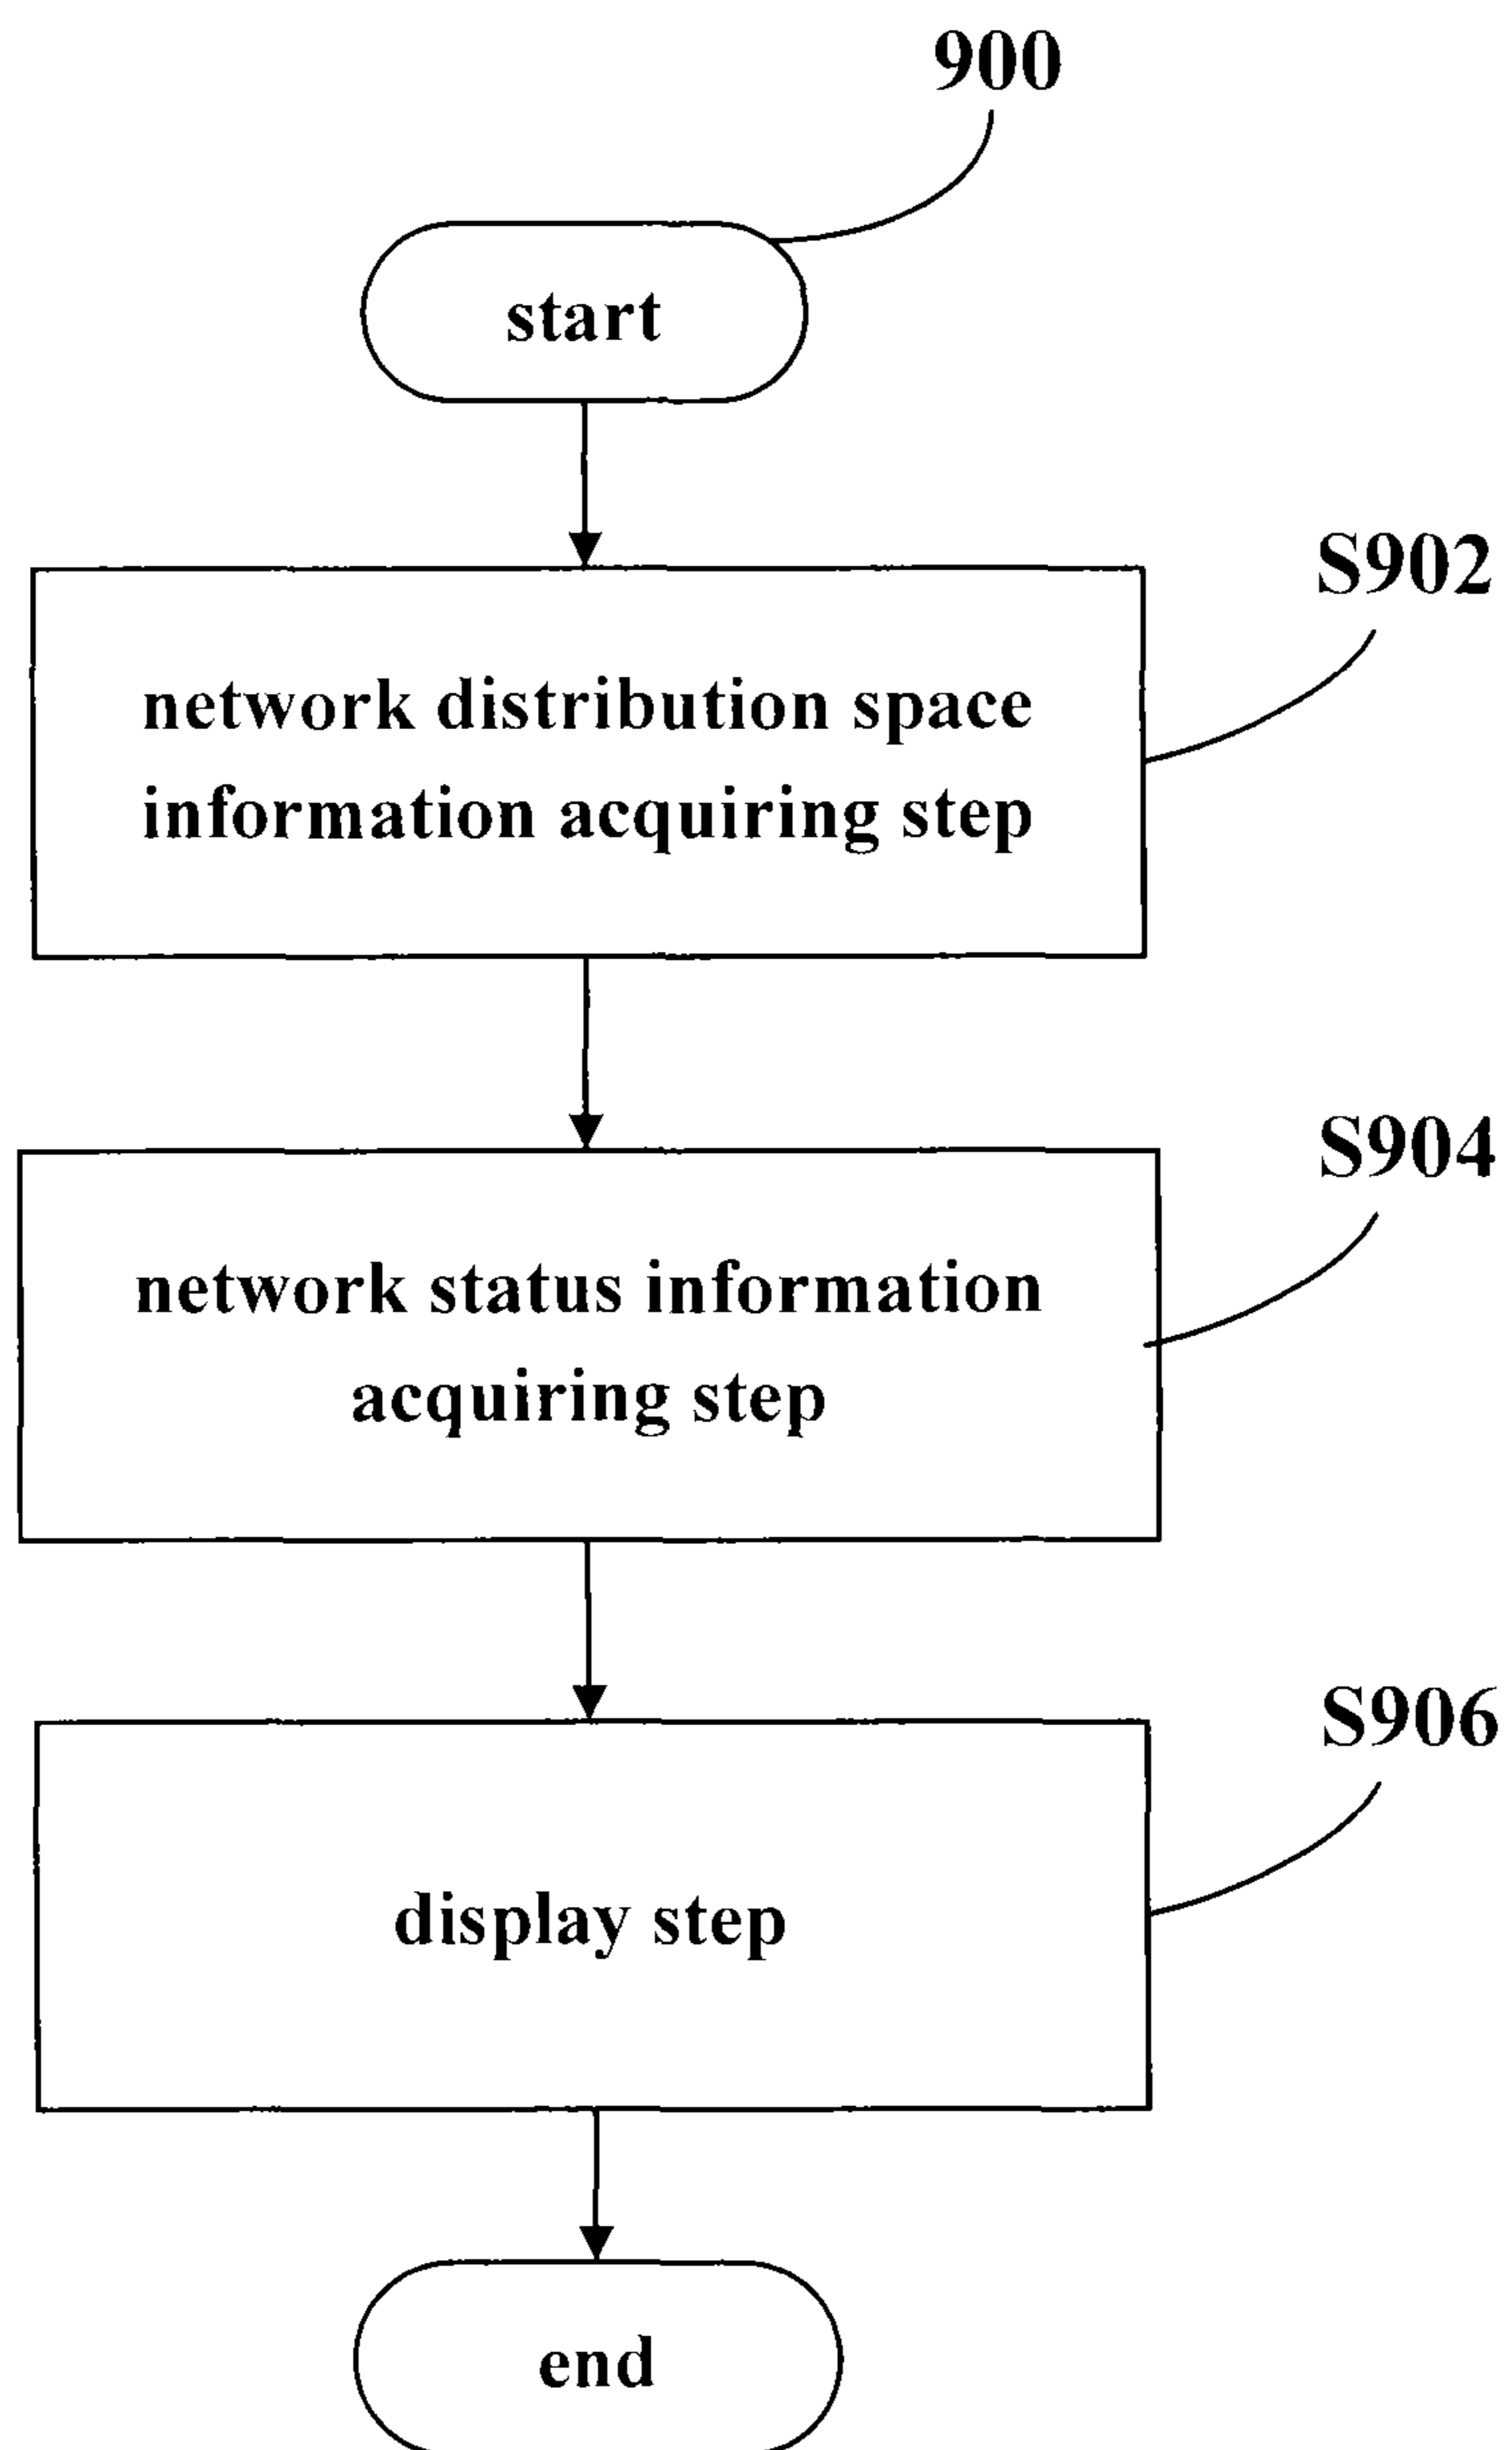 900
start
S902
network distribution space
information acquiring step
S904
network status information
acquiring step
S906
display step
end